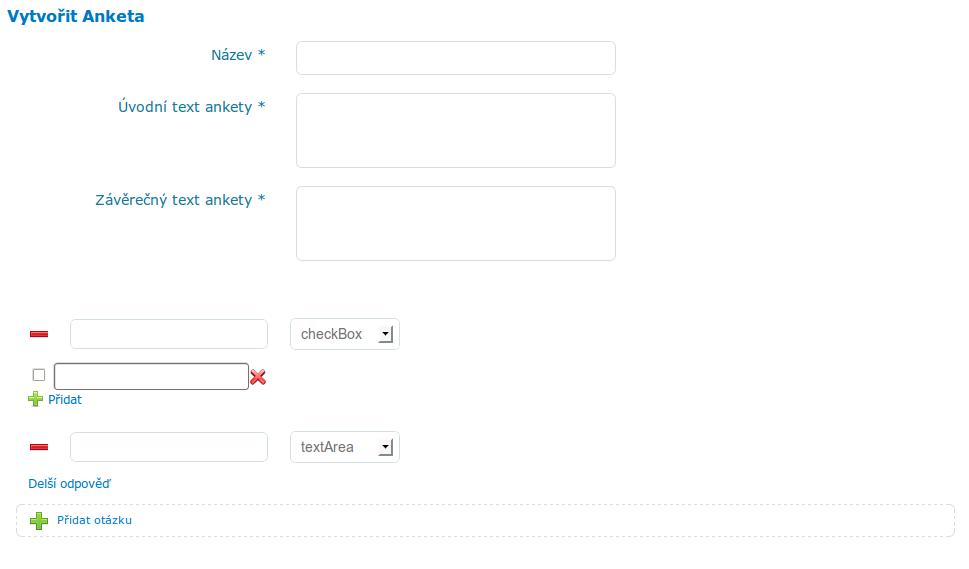 Vytvořit Anketa
Název *
Úvodní text ankety *
Závěrečný text ankety *
checkBox
Přidat
textArea
Delší odpověď
Přidat otázku